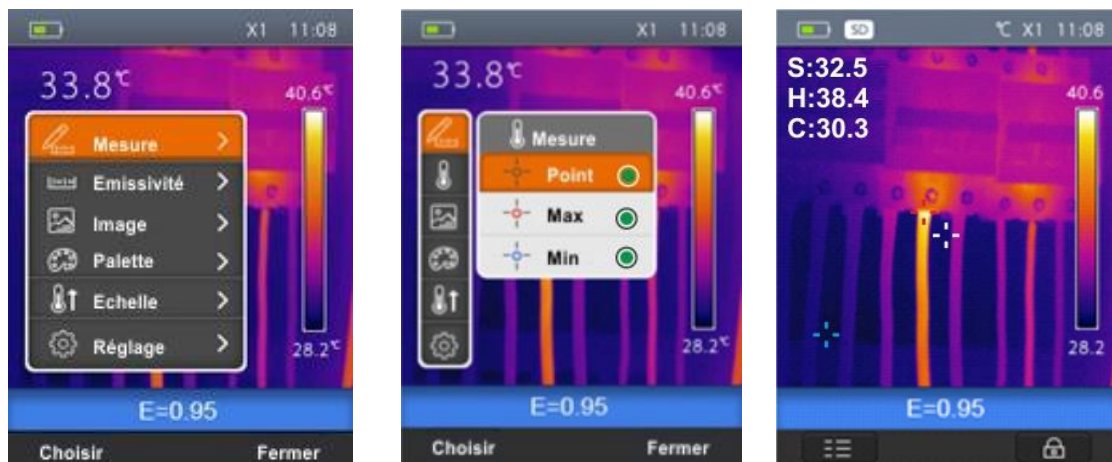 X1 11:08
33.8℃
40.6℃
Mesure
Emissivité
Image
Palette
Echelle
Réglage
28.2℃
E=0.95
Choisir Fermer
X1 11:08
33.8℃
40.6℃
Mesure
Point
Max
Min
28.2℃
E=0.95
Choisir Fermer
SD ℃ X1 11:08
S:32.5
H:38.4
C:30.3
40.6
28.2
E=0.95